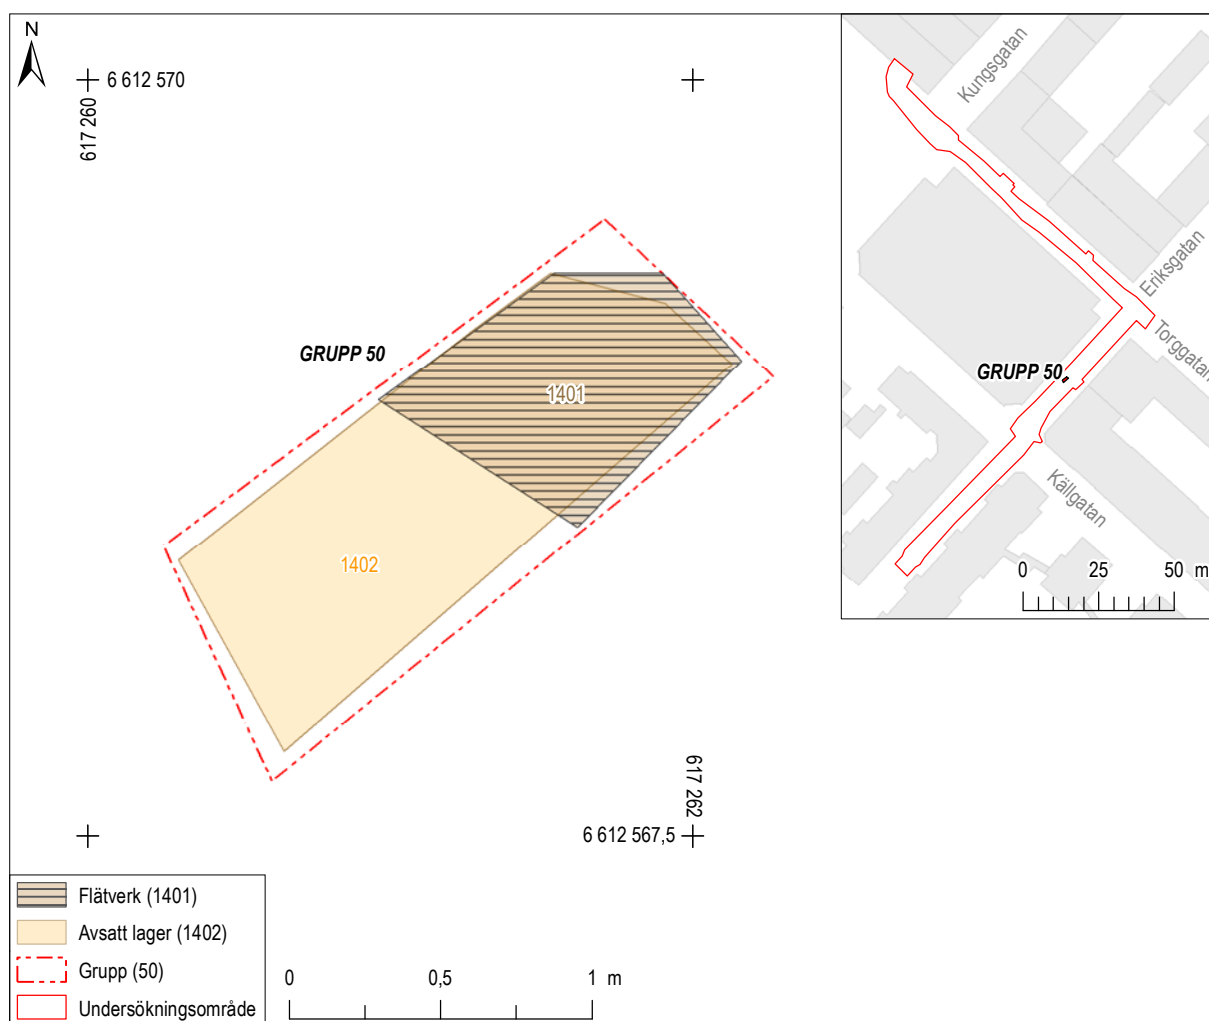 N
6 612 570
617 260
GRUPP 50
1401
1402
617 262
6 612 567,5
Flätverk (1401)
Avsatt lager (1402)
Grupp (50)
Undersökningsområde
0 0,5 1 m
Kungsgatan
Eriksgatan
Torggatan
GRUPP 50
Källgatan
0 25 50 m